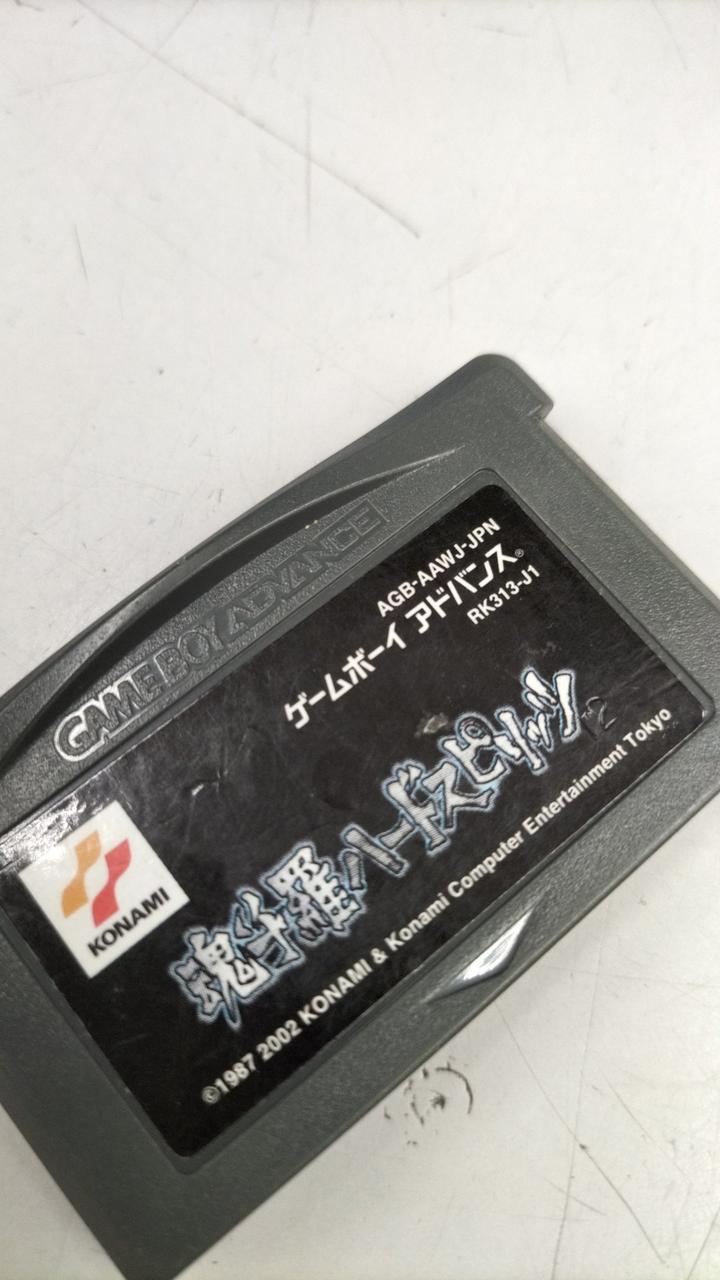 GAME BOY ADVANCE
AGB-AAWJ-JPN
ゲームボーイ アドバンス®
RK313-J1
魂斗羅ハードスピリッツ
KONAMI
©1987 2002 KONAMI & Konami Computer Entertainment Tokyo